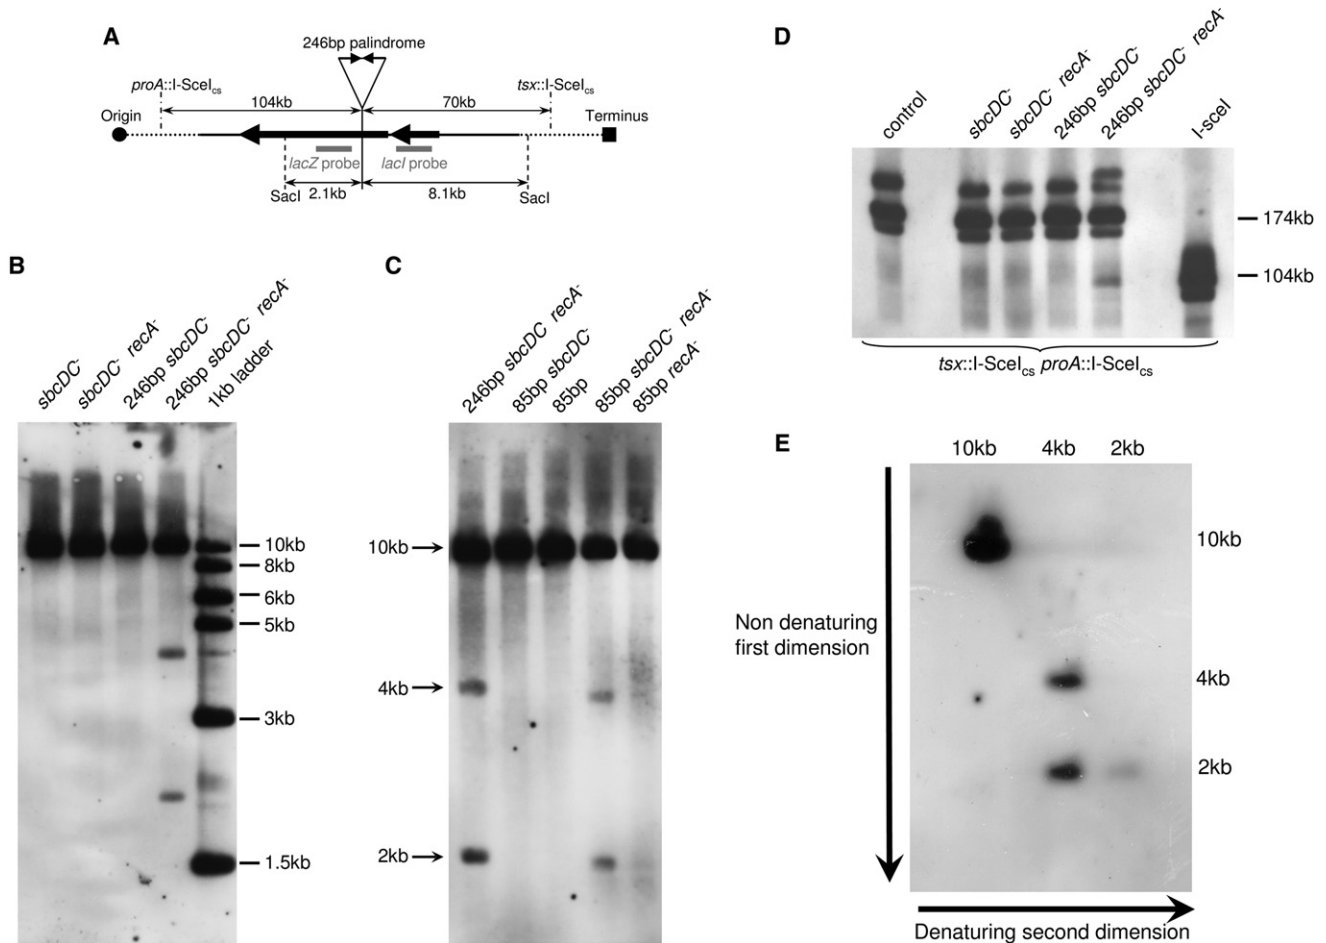 A
246bp palindrome
proA::I-SceIcs
tsx::I-SceIcs
104kb
70kb
Origin
Terminus
lacZ probe
lacI probe
SacI
2.1kb
8.1kb
SacI
B
sbcDC-
sbcDC- recA-
246bp sbcDC-
246bp sbcDC- recA-
1kb ladder
10kb
8kb
6kb
5kb
3kb
1.5kb
C
246bp sbcDC- recA-
85bp sbcDC-
85bp
85bp sbcDC- recA-
85bp recA-
10kb
4kb
2kb
D
control
sbcDC-
sbcDC- recA-
246bp sbcDC-
246bp sbcDC- recA-
I-sceI
174kb
104kb
tsx::I-SceIcs proA::I-SceIcs
E
10kb 4kb 2kb
10kb
4kb
2kb
Non denaturing
first dimension
Denaturing second dimension